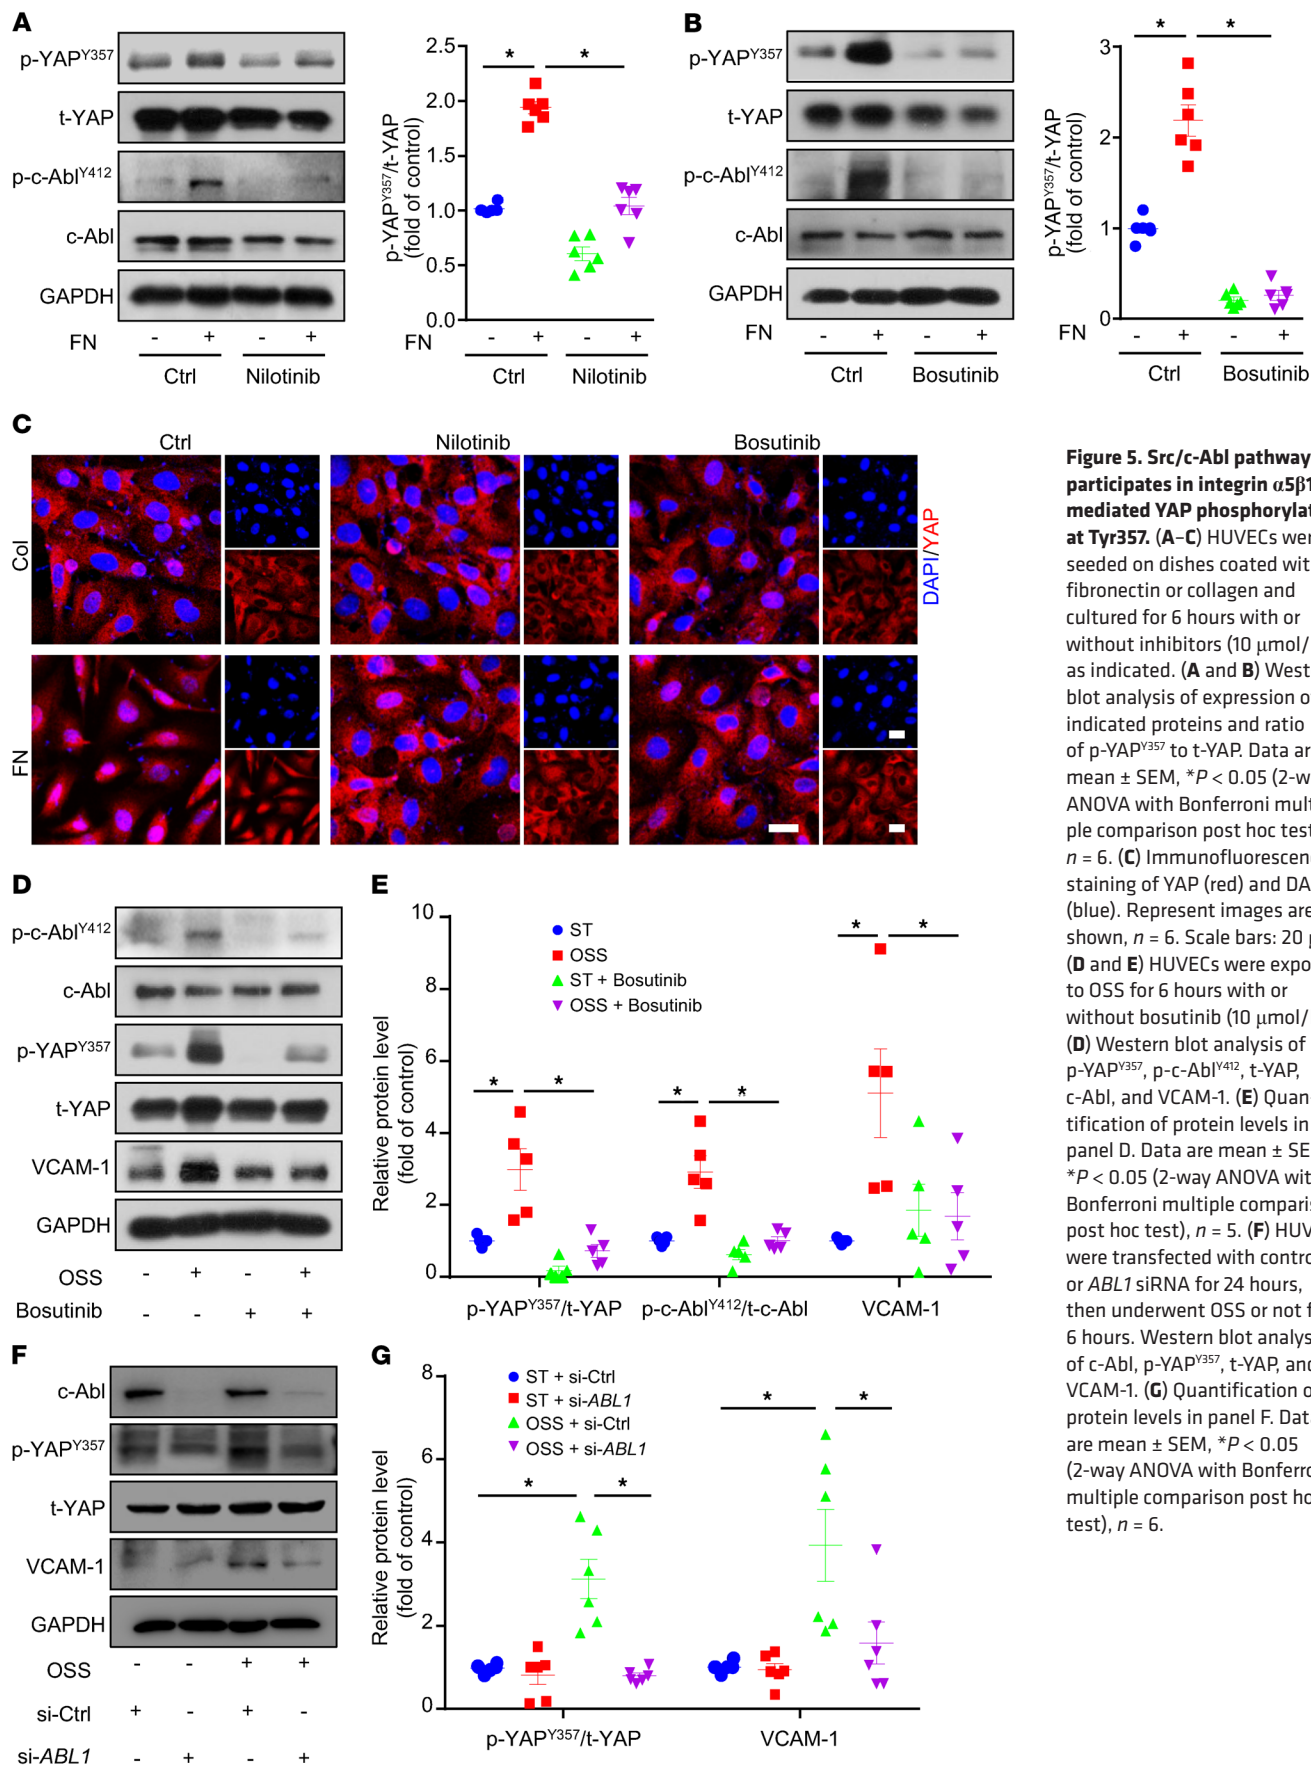 A
p-YAPY357
t-YAP
p-c-AblY412
c-Abl
GAPDH
FN - + - +
Ctrl Nilotinib
p-YAPY357/t-YAP
(fold of control)
2.5
2.0
1.5
1.0
0.5
0.0
* *
FN - + - +
Ctrl Nilotinib
B
p-YAPY357
t-YAP
p-c-AblY412
c-Abl
GAPDH
FN - + - +
Ctrl Bosutinib
p-YAPY357/t-YAP
(fold of control)
3
2
1
0
* *
FN - + - +
Ctrl Bosutinib
C
Ctrl Nilotinib Bosutinib
Col
FN
DAPI/YAP
D
p-c-AblY412
c-Abl
p-YAPY357
t-YAP
VCAM-1
GAPDH
OSS - + - +
Bosutinib - - + +
E
Relative protein level
(fold of control)
10
8
6
4
2
0
ST
OSS
ST + Bosutinib
OSS + Bosutinib
* * * * * *
p-YAPY357/t-YAP p-c-AblY412/t-c-Abl VCAM-1
F
c-Abl
p-YAPY357
t-YAP
VCAM-1
GAPDH
OSS - - + +
si-Ctrl + - + -
si-ABL1 - + - +
G
Relative protein level
(fold of control)
8
6
4
2
0
ST + si-Ctrl
ST + si-ABL1
OSS + si-Ctrl
OSS + si-ABL1
* * * *
p-YAPY357/t-YAP VCAM-1
Figure 5. Src/c-Abl pathway
participates in integrin α5β1
mediated YAP phosphorylat
at Tyr357. (A–C) HUVECs wer
seeded on dishes coated wit
fibronectin or collagen and
cultured for 6 hours with or
without inhibitors (10 μmol/
as indicated. (A and B) West
blot analysis of expression o
indicated proteins and ratio
of p-YAPY357 to t-YAP. Data ar
mean ± SEM, *P < 0.05 (2-w
ANOVA with Bonferroni mult
ple comparison post hoc test
n = 6. (C) Immunofluorescen
staining of YAP (red) and DA
(blue). Represent images are
shown, n = 6. Scale bars: 20
(D and E) HUVECs were expo
to OSS for 6 hours with or
without bosutinib (10 μmol/
(D) Western blot analysis of
p-YAPY357, p-c-AblY412, t-YAP,
c-Abl, and VCAM-1. (E) Quan
tification of protein levels in
panel D. Data are mean ± SE
*P < 0.05 (2-way ANOVA wit
Bonferroni multiple comparis
post hoc test), n = 5. (F) HUV
were transfected with contro
or ABL1 siRNA for 24 hours,
then underwent OSS or not f
6 hours. Western blot analys
of c-Abl, p-YAPY357, t-YAP, and
VCAM-1. (G) Quantification o
protein levels in panel F. Dat
are mean ± SEM, *P < 0.05
(2-way ANOVA with Bonferro
multiple comparison post ho
test), n = 6.